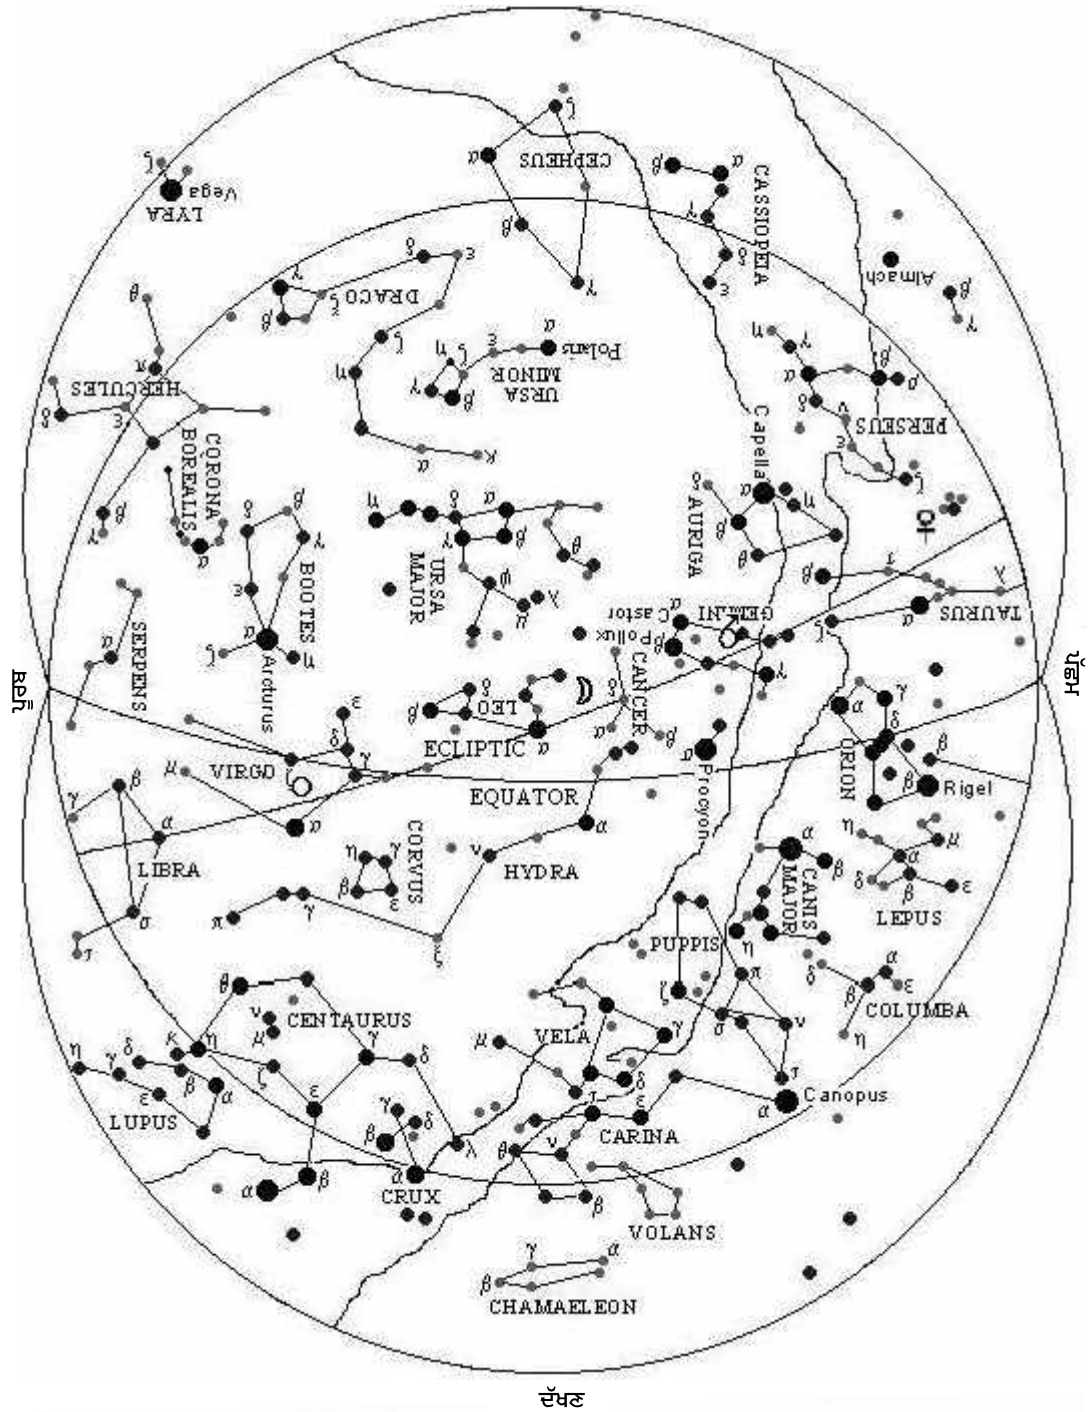 ζ
α
CEPHEUS
β
α
CASSIOPEIA
ζ
Vega
LYRA
β
γ
γ
δ
ε
δ
ε
γ
DRACO
ξ
β
Almach
β
γ
θ
π
HERCULES
δ
ε
β
γ
ζ
η
α
κ
η
ζ
ε
α
Polaris
URSA
MINOR
γ
β
η
γ
α
β
ρ
δ
ν
PERSEUS
ε
ζ
CORONA
BOREALIS
α
δ
β
γ
BOOTES
ε
α
Arcturus
ζ
η
η
δ
α
γ
β
URSA
MAJOR
θ
φ
λ
μ
Capella
α
η
AURIGA
δ
β
θ
♀
β
τ
λ
TAURUS
ζ
α
SERPENS
α
α
Castor
GEMINI
♂
Pollux
β
γ
ਪੂਰਬ
ਪੱਛਮ
δ
LEO
β
α
CANCER
δ
α
β
ECLIPTIC
α
γ
δ
ORION
β
β
Rigel
ε
δ
γ
VIRGO
ζ
α
μ
β
γ
α
LIBRA
σ
τ
EQUATOR
α
Procyon
CORVUS
η
γ
β
ε
α
ν
HYDRA
π
γ
ξ
α
β
CANIS
MAJOR
η
η
μ
α
δ
β
ε
LEPUS
PUPPIS
π
ζ
σ
ν
τ
δ
α
β
ε
COLUMBA
η
θ
CENTAURUS
ν
μ
κ
η
γ
δ
ζ
ε
λ
α
β
η
γ
δ
β
α
ε
LUPUS
μ
VELA
γ
δ
Canopus
α
ι
ε
CARINA
θ
ν
β
γ
δ
β
α
CRUX
VOLANS
γ
α
β
CHAMAELEON
ਦੱਖਣ